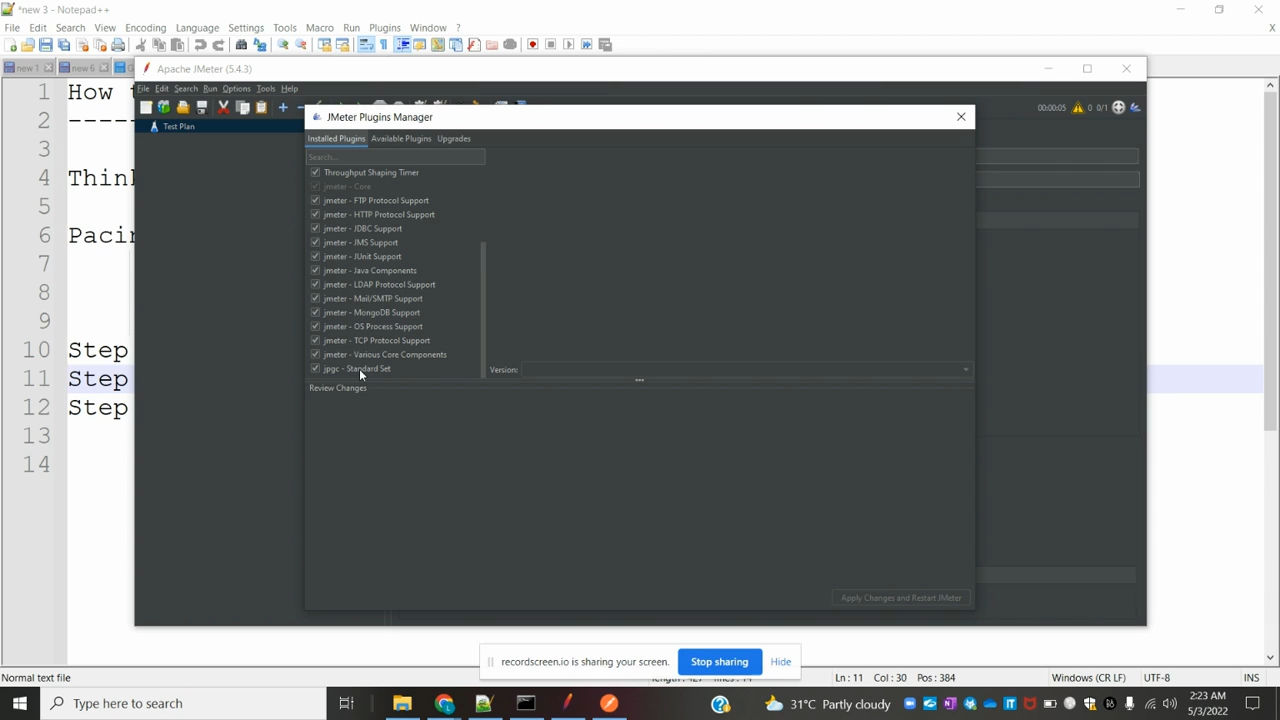 *new 3 - Notepad++
File Edit Search View Encoding Language Settings Tools Macro Run Plugins Window ?
X
new 1 new 6
Apache JMeter (5.4.3)
File Edit Search Run Options Tools Help
00:00:05 0 0/1
Test Plan
JMeter Plugins Manager
Installed Plugins Available Plugins Upgrades
Search...
Throughput Shaping Timer
jmeter - Core
jmeter - FTP Protocol Support
jmeter - HTTP Protocol Support
jmeter - JDBC Support
jmeter - JMS Support
jmeter - JUnit Support
jmeter - Java Components
jmeter - LDAP Protocol Support
jmeter - Mail/SMTP Support
jmeter - MongoDB Support
jmeter - OS Process Support
jmeter - TCP Protocol Support
jmeter - Various Core Components
jpgc - Standard Set
Version:
Review Changes
Apply Changes and Restart JMeter
1 How
2 ----
3
4 Thin
5
6 Pacin
7
8
9
10 Step
11 Step
12 Step
13
14
recordscreen.io is sharing your screen. Stop sharing Hide
Normal text file Ln : 11 Col : 30 Pos : 384 Windows (CR LF) UTF-8 INS
Type here to search
31°C Partly cloudy
2:23 AM
5/3/2022